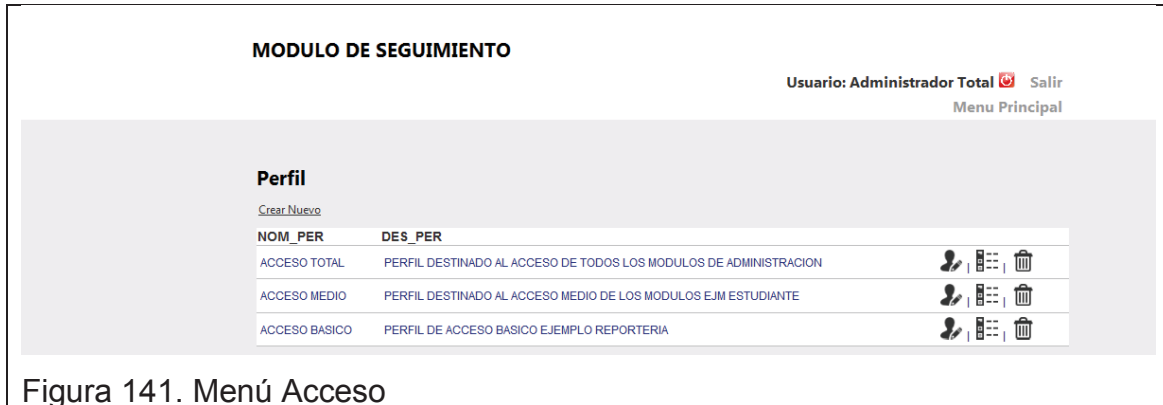 MODULO DE SEGUIMIENTO
Usuario: Administrador Total Salir
Menu Principal
Perfil
Crear Nuevo
NOM_PER DES_PER
ACCESO TOTAL PERFIL DESTINADO AL ACCESO DE TODOS LOS MODULOS DE ADMINISTRACION | |
ACCESO MEDIO PERFIL DESTINADO AL ACCESO MEDIO DE LOS MODULOS EJM ESTUDIANTE | |
ACCESO BASICO PERFIL DE ACCESO BASICO EJEMPLO REPORTERIA | |
Figura 141. Menú Acceso